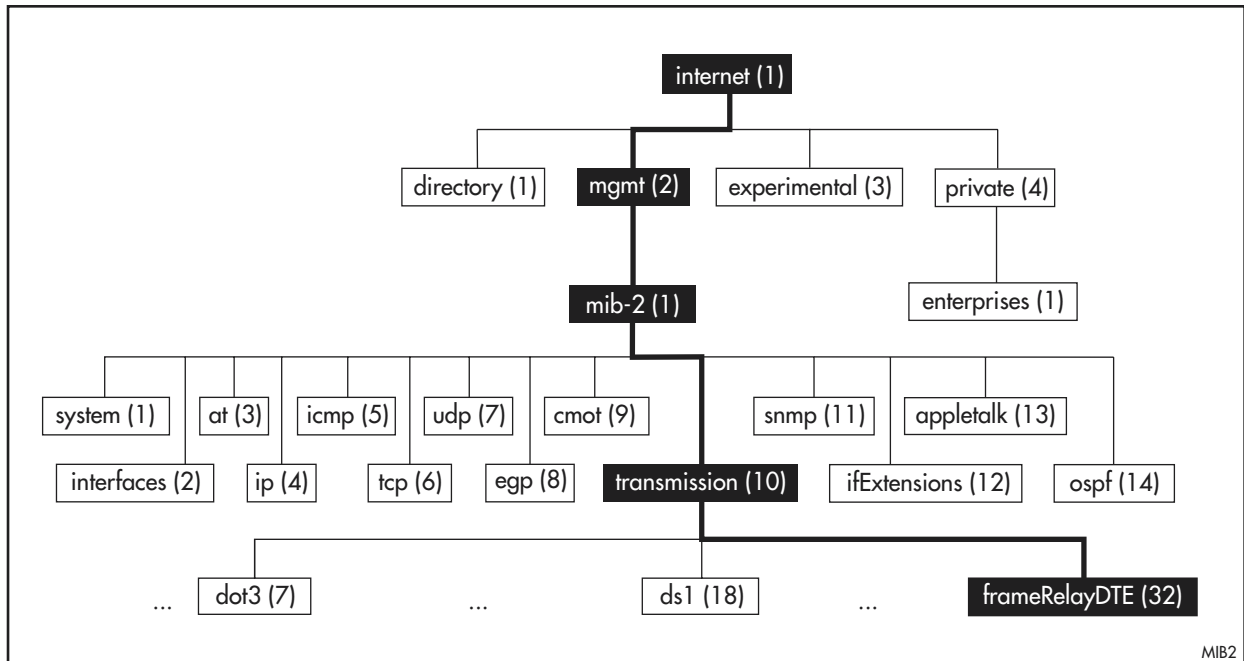 internet (1)
directory (1)
mgmt (2)
experimental (3)
private (4)
mib-2 (1)
enterprises (1)
system (1)
at (3)
icmp (5)
udp (7)
cmot (9)
snmp (11)
appletalk (13)
interfaces (2)
ip (4)
tcp (6)
egp (8)
transmission (10)
ifExtensions (12)
ospf (14)
... dot3 (7) ... ds1 (18) ... frameRelayDTE (32)
MIB2